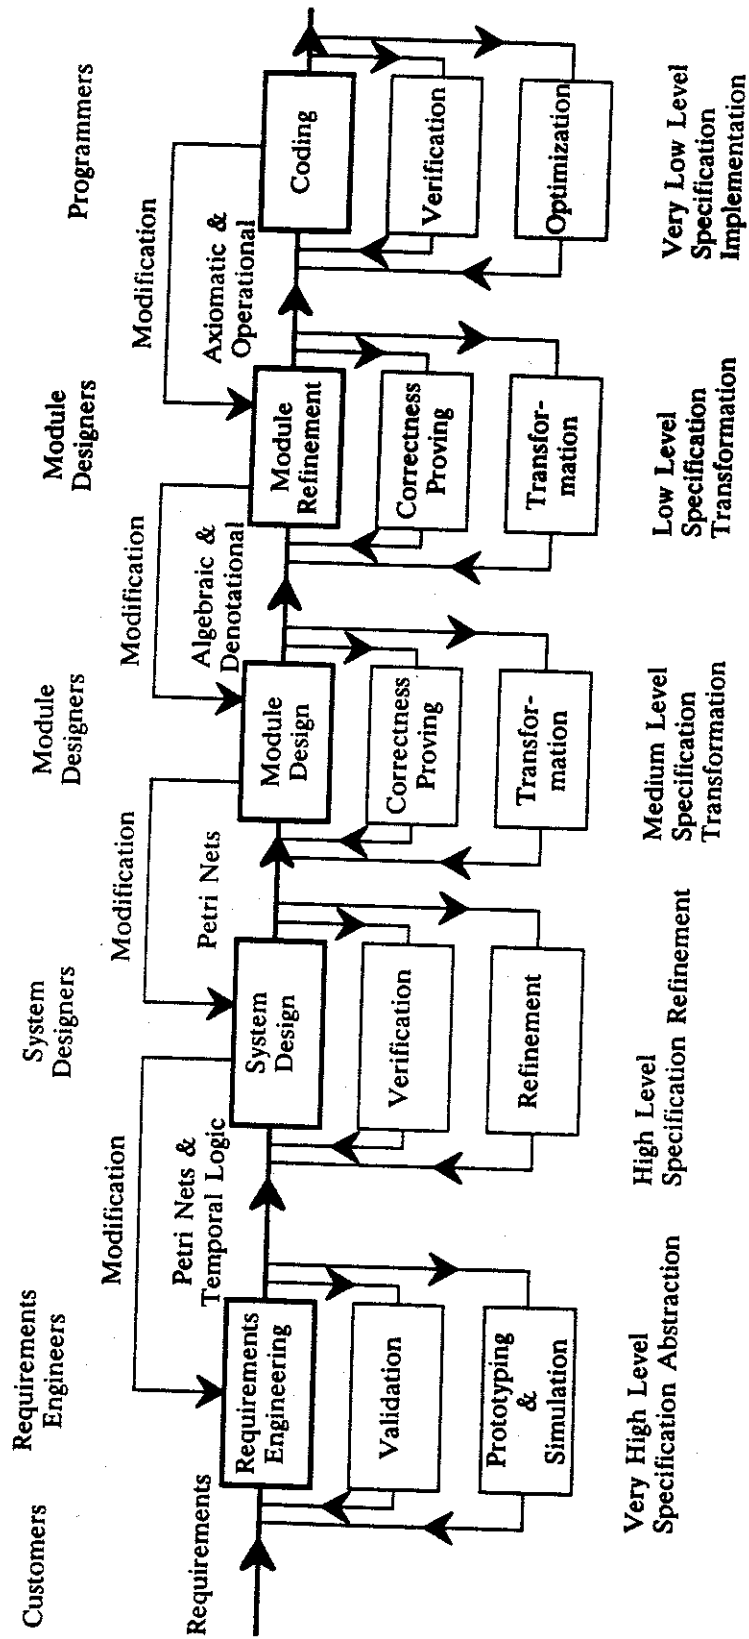 Customers
Requirements
Engineers
System
Designers
Module
Designers
Module
Designers
Programmers
Modification
Modification
Modification
Modification
Requirements
Petri Nets &
Temporal Logic
Petri Nets
Algebraic &
Denotational
Axiomatic &
Operational
Requirements
Engineering
System
Design
Module
Design
Module
Refinement
Coding
Validation
Verification
Correctness
Proving
Correctness
Proving
Verification
Prototyping
&
Simulation
Refinement
Transfor-
mation
Transfor-
mation
Optimization
Very High Level
Specification Abstraction
High Level
Specification Refinement
Medium Level
Specification
Transformation
Low Level
Specification
Transformation
Very Low Level
Specification
Implementation